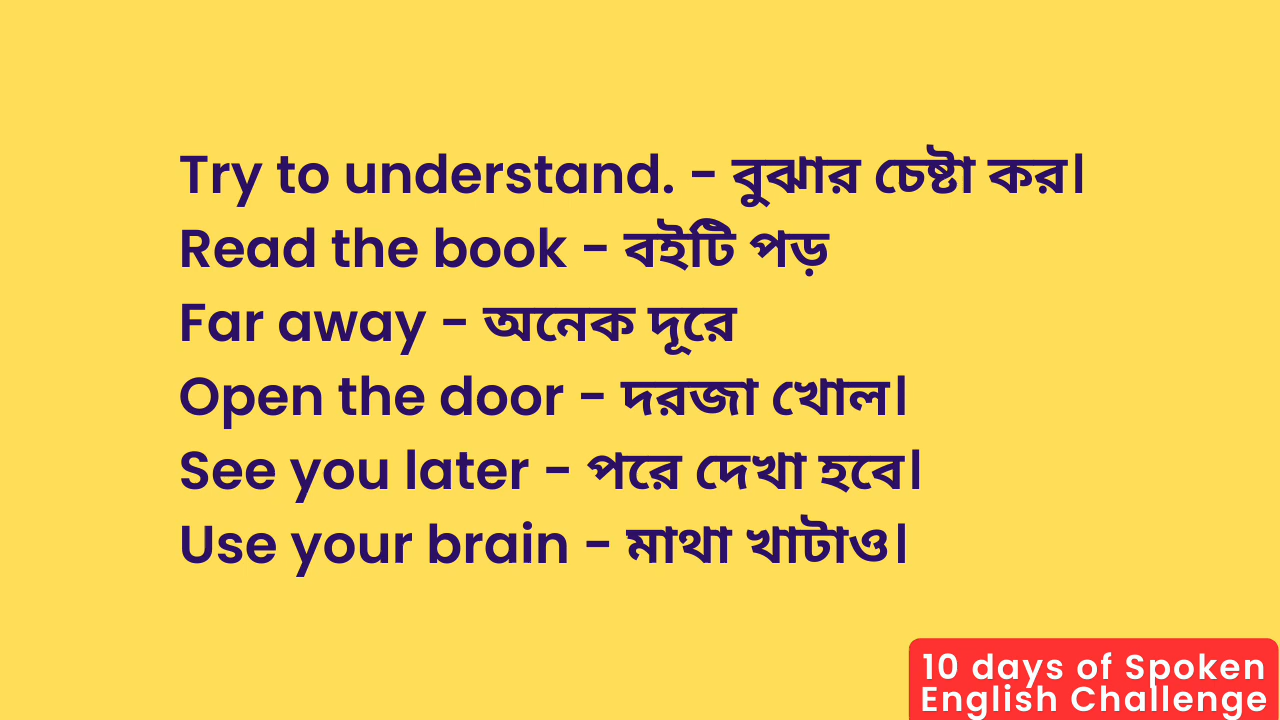 Try to understand. - বুঝার চেষ্টা কর।
Read the book - বইটি পড়
Far away - অনেক দূরে
Open the door - দরজা খোল।
See you later - পরে দেখা হবে।
Use your brain - মাথা খাটাও।
10 days of Spoken
English Challenge